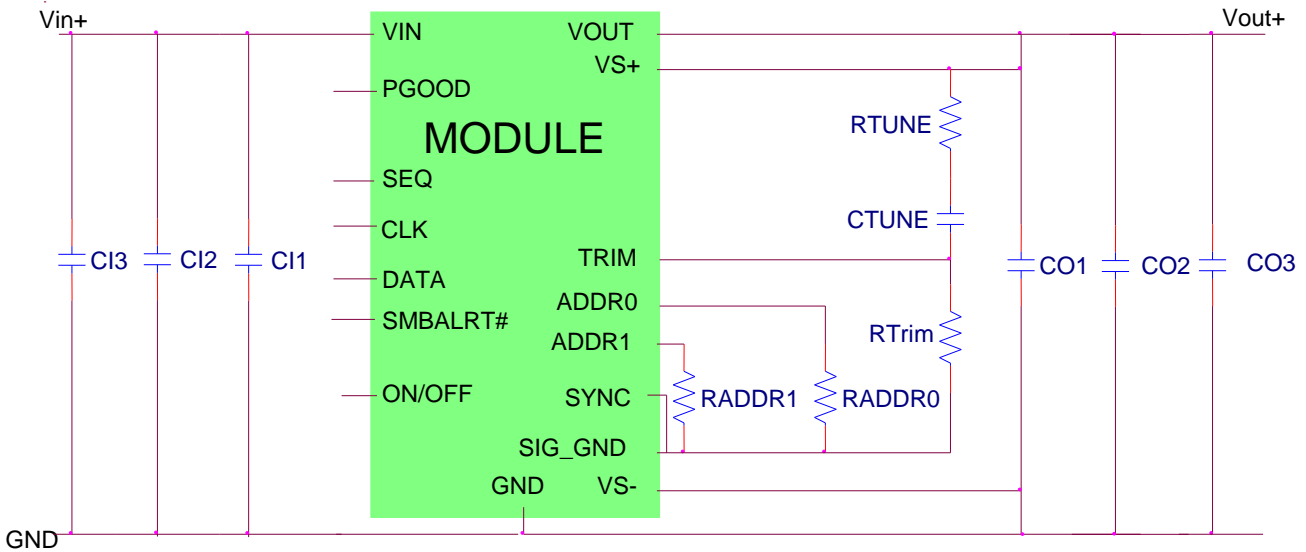 Vin+
VIN
VOUT
Vout+
VS+
PGOOD
MODULE
RTUNE
SEQ
CTUNE
CLK
CI3
CI2
CI1
TRIM
CO1
CO2
CO3
DATA
ADDR0
SMBALRT#
ADDR1
RTrim
ON/OFF
SYNC
RADDR1
RADDR0
SIG_GND
GND
VS-
GND